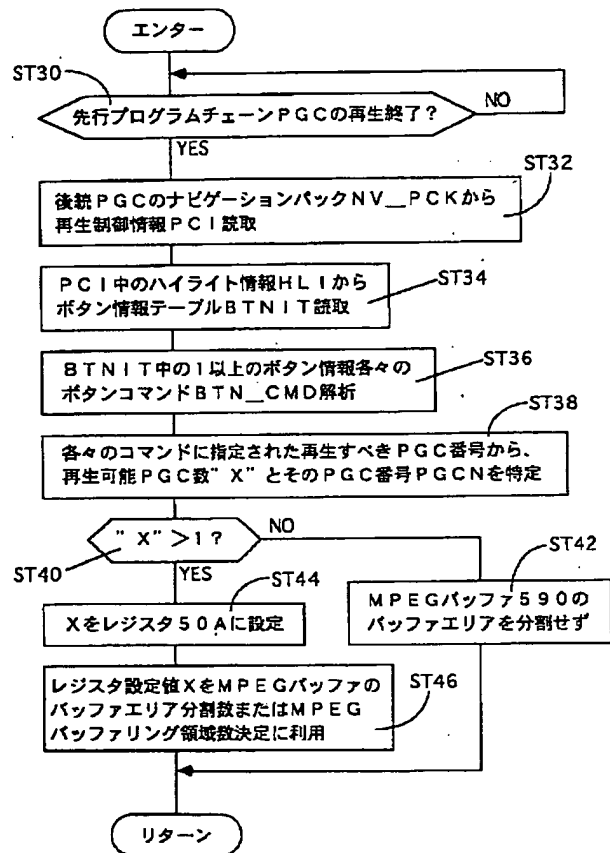 エンター
ST30
先行プログラムチェーンPGCの再生終了？
NO
YES
ST32
後続PGCのナビゲーションパックNV__PCKから
再生制御情報PCI読取
ST34
PCI中のハイライト情報HLIから
ボタン情報テーブルBTNIT読取
ST36
BTNIT中の1以上のボタン情報各々の
ボタンコマンドBTN__CMD解析
ST38
各々のコマンドに指定された再生すべきPGC番号から、
再生可能PGC数"X"とそのPGC番号PGCNを特定
"X">1？
NO
ST40
YES
ST42
MPEGバッファ590の
バッファエリアを分割せず
ST44
Xをレジスタ50Aに設定
レジスタ設定値XをMPEGバッファの
バッファエリア分割数またはMPEG
バッファリング領域数決定に利用
ST46
リターン